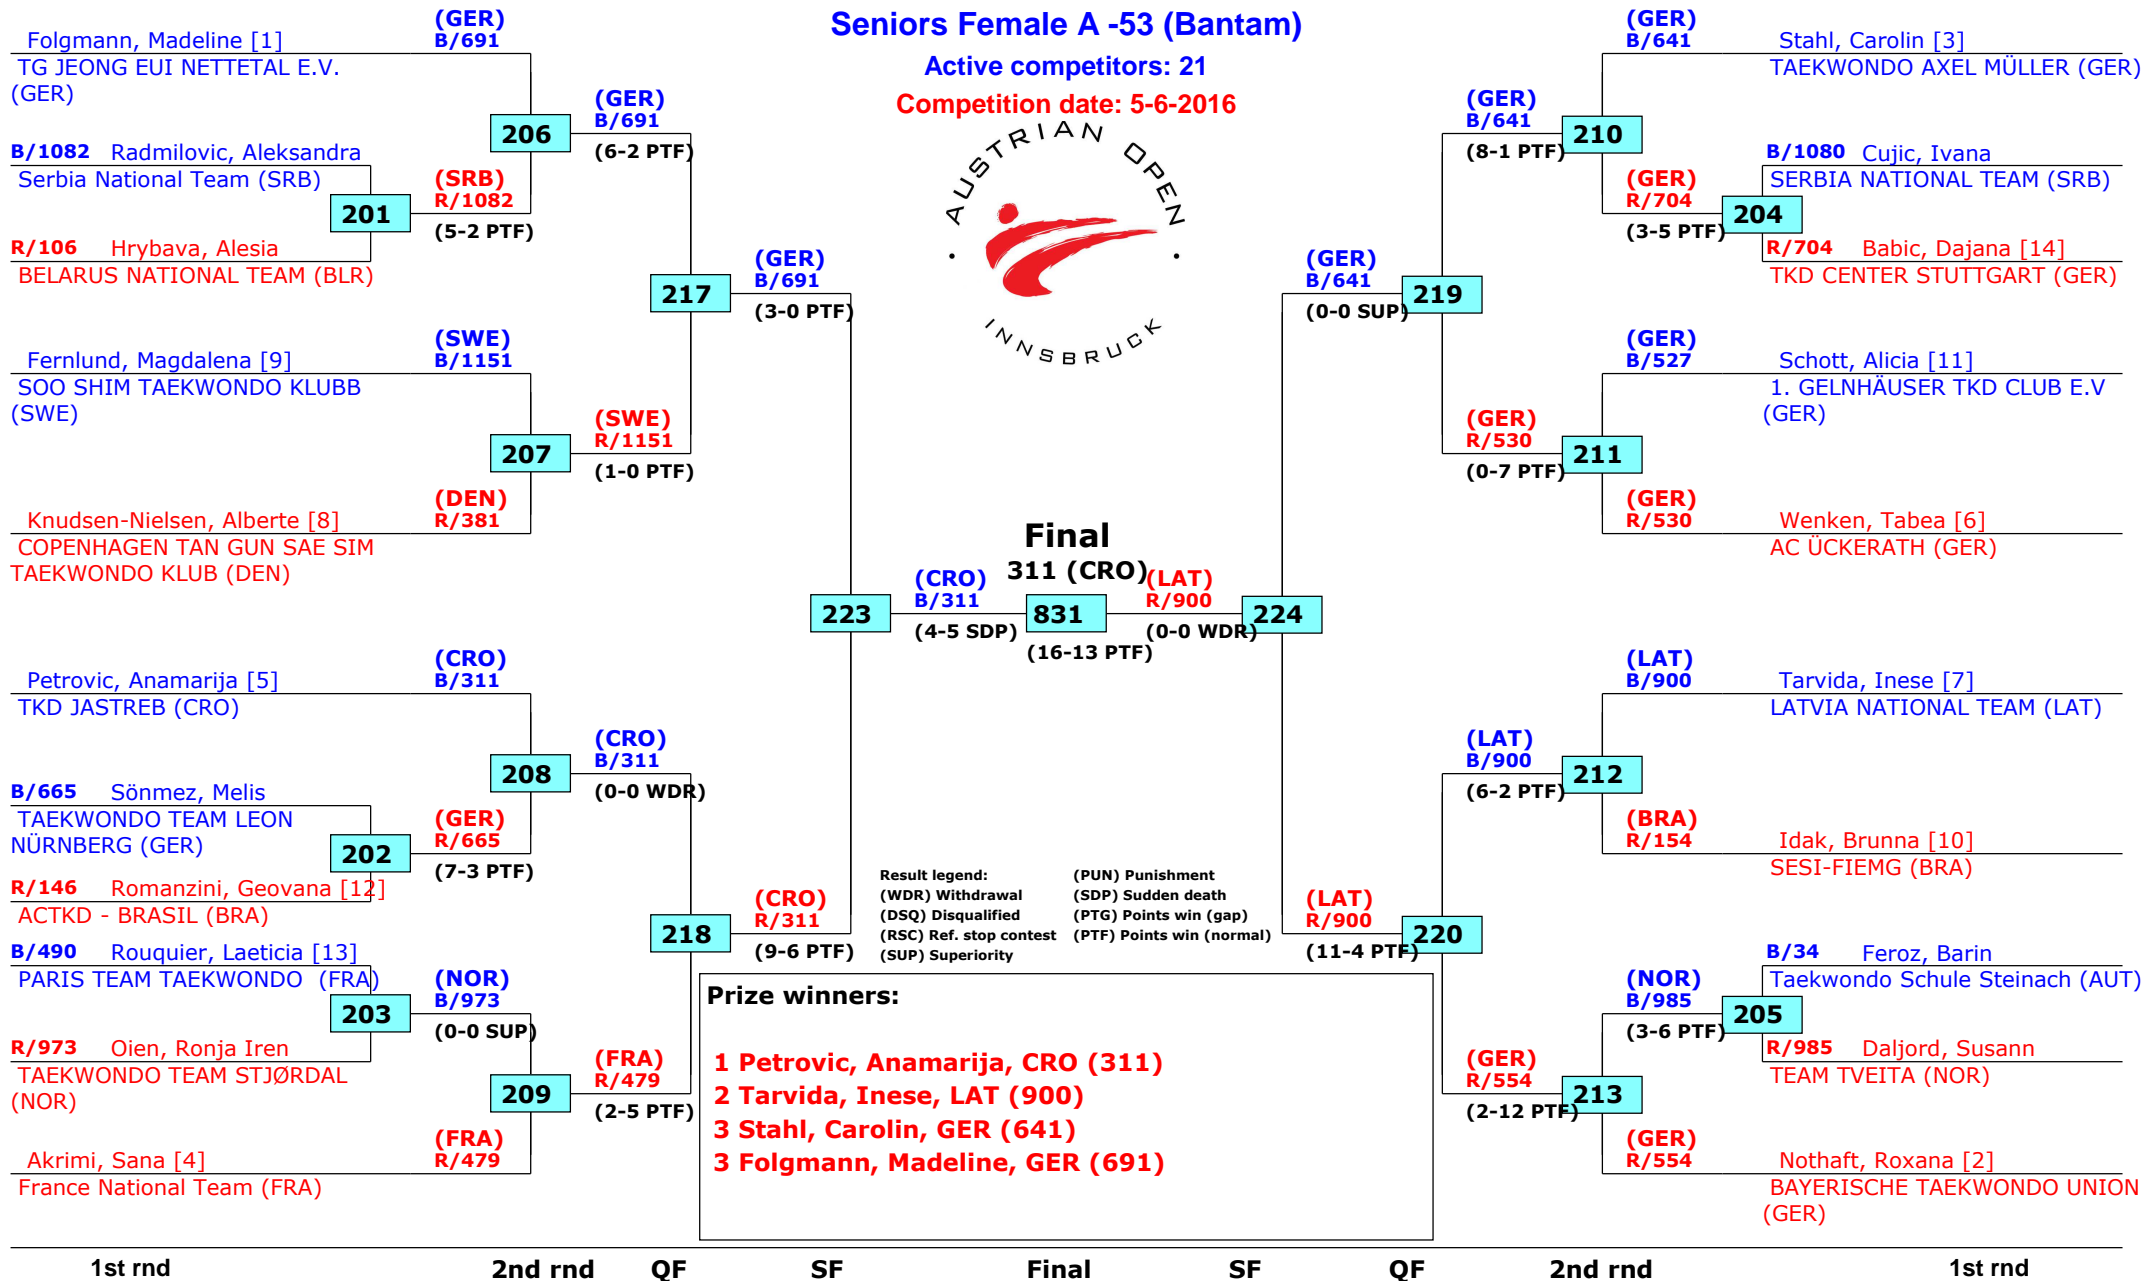 Seniors Female A -53 (Bantam)
Active competitors: 21
Competition date: 5-6-2016
AUSTRIAN OPEN
INNSBRUCK
(GER)
B/691
Folgmann, Madeline [1]
TG JEONG EUI NETTETAL E.V.
(GER)
B/1082 Radmilovic, Aleksandra
Serbia National Team (SRB)
201
R/106 Hrybava, Alesia
BELARUS NATIONAL TEAM (BLR)
(SRB)
R/1082
(5-2 PTF)
206
(GER)
B/691
(6-2 PTF)
(SWE)
B/1151
Fernlund, Magdalena [9]
SOO SHIM TAEKWONDO KLUBB
(SWE)
207
(SWE)
R/1151
(1-0 PTF)
(DEN)
R/381
Knudsen-Nielsen, Alberte [8]
COPENHAGEN TAN GUN SAE SIM
TAEKWONDO KLUB (DEN)
217
(GER)
B/691
(3-0 PTF)
(CRO)
B/311
Petrovic, Anamarija [5]
TKD JASTREB (CRO)
208
(CRO)
B/311
(0-0 WDR)
B/665 Sönmez, Melis
TAEKWONDO TEAM LEON
NÜRNBERG (GER)
202
(GER)
R/665
(7-3 PTF)
R/146 Romanzini, Geovana [12]
ACTKD - BRASIL (BRA)
B/490 Rouquier, Laeticia [13]
PARIS TEAM TAEKWONDO (FRA)
203
(NOR)
B/973
(0-0 SUP)
R/973 Oien, Ronja Iren
TAEKWONDO TEAM STJØRDAL
(NOR)
209
(FRA)
R/479
(2-5 PTF)
(FRA)
R/479
Akrimi, Sana [4]
France National Team (FRA)
218
(CRO)
R/311
(9-6 PTF)
223
(CRO)
B/311
(4-5 SDP)
Final
311 (CRO)
831
(16-13 PTF)
(LAT)
R/900
(0-0 WDR)
224
(GER)
B/641
(0-0 SUP)
219
(GER)
B/641
(8-1 PTF)
210
(GER)
B/641
Stahl, Carolin [3]
TAEKWONDO AXEL MÜLLER (GER)
B/1080 Cujic, Ivana
SERBIA NATIONAL TEAM (SRB)
(GER)
R/704
(3-5 PTF)
204
R/704 Babic, Dajana [14]
TKD CENTER STUTTGART (GER)
(GER)
B/527
Schott, Alicia [11]
1. GELNHÄUSER TKD CLUB E.V
(GER)
(GER)
R/530
(0-7 PTF)
211
(GER)
R/530
Wenken, Tabea [6]
AC ÜCKERATH (GER)
(LAT)
B/900
Tarvida, Inese [7]
LATVIA NATIONAL TEAM (LAT)
(LAT)
B/900
(6-2 PTF)
212
(BRA)
R/154
Idak, Brunna [10]
SESI-FIEMG (BRA)
(LAT)
R/900
(11-4 PTF)
220
B/34 Feroz, Barin
Taekwondo Schule Steinach (AUT)
(NOR)
B/985
(3-6 PTF)
205
R/985 Daljord, Susann
TEAM TVEITA (NOR)
(GER)
R/554
(2-12 PTF)
213
(GER)
R/554
Nothaft, Roxana [2]
BAYERISCHE TAEKWONDO UNION
(GER)
Result legend: (PUN) Punishment
(WDR) Withdrawal (SDP) Sudden death
(DSQ) Disqualified (PTG) Points win (gap)
(RSC) Ref. stop contest (PTF) Points win (normal)
(SUP) Superiority
Prize winners:
1 Petrovic, Anamarija, CRO (311)
2 Tarvida, Inese, LAT (900)
3 Stahl, Carolin, GER (641)
3 Folgmann, Madeline, GER (691)
1st rnd 2nd rnd QF SF Final SF QF 2nd rnd 1st rnd